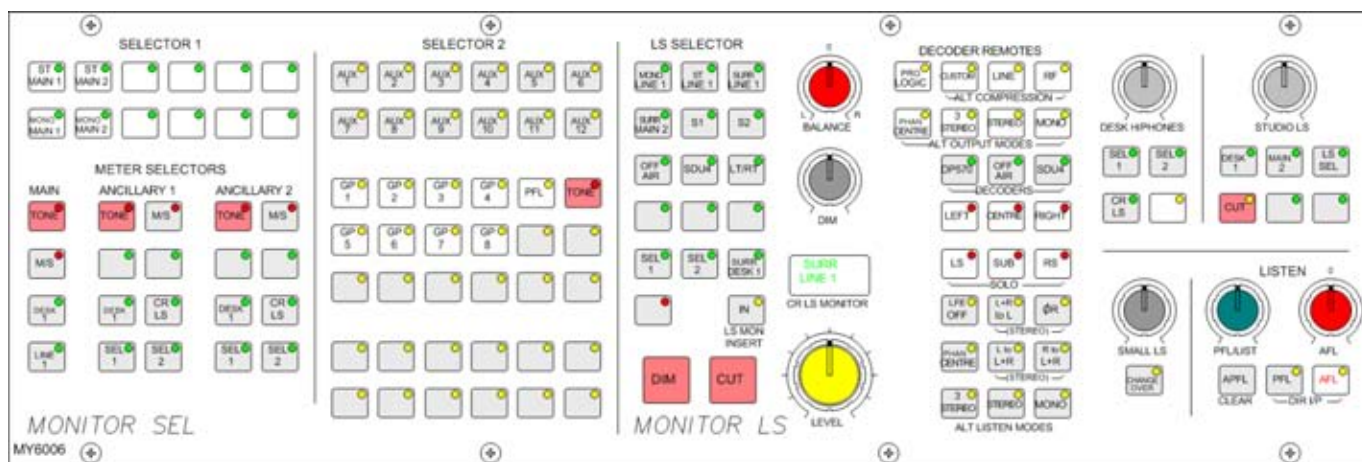 SELECTOR 1
ST MAIN 1
ST MAIN 2
MONO MAIN 1
MONO MAIN 2
METER SELECTORS
MAIN
ANCILLARY 1
ANCILLARY 2
TONE
TONE
M/S
TONE
M/S
M/S
DESK 1
DESK 1
CR LS
DESK 1
CR LS
LINE 1
SEL 1
SEL 2
SEL 1
SEL 2
MONITOR SEL
MY6006
SELECTOR 2
AUX 1
AUX 2
AUX 3
AUX 4
AUX 5
AUX 6
AUX 7
AUX 8
AUX 9
AUX 10
AUX 11
AUX 12
GP 1
GP 2
GP 3
GP 4
PFL
TONE
GP 5
GP 6
GP 7
GP 8
LS SELECTOR
MONO LINE 1
ST LINE 1
SURR LINE 1
SURR MAIN 2
S1
S2
OFF AIR
SDU4
LT/RT
SEL 1
SEL 2
SURR DESK 1
IN
LS MON
INSERT
DIM
CUT
MONITOR LS
0
L
R
BALANCE
DIM
SURR
LINE 1
CR LS MONITOR
LEVEL
DECODER REMOTES
PRO LOGIC
CUSTOM
LINE
RF
ALT COMPRESSION
PHAN CENTRE
3 STEREO
STEREO
MONO
ALT OUTPUT MODES
DP570
OFF AIR
SDU4
DECODERS
LEFT
CENTRE
RIGHT
LS
SUB
RS
SOLO
LFE OFF
L+R to L
ØR
(STEREO)
PHAN CENTRE
L to L+R
R to L+R
(STEREO)
3 STEREO
STEREO
MONO
ALT LISTEN MODES
DESK H/PHONES
SEL 1
SEL 2
CR LS
STUDIO LS
DESK 1
MAIN 2
LS SEL
CUT
SMALL LS
CHANGE OVER
LISTEN
0
PFL/LIST
AFL
APFL
PFL
AFL
CLEAR
DIR I/P